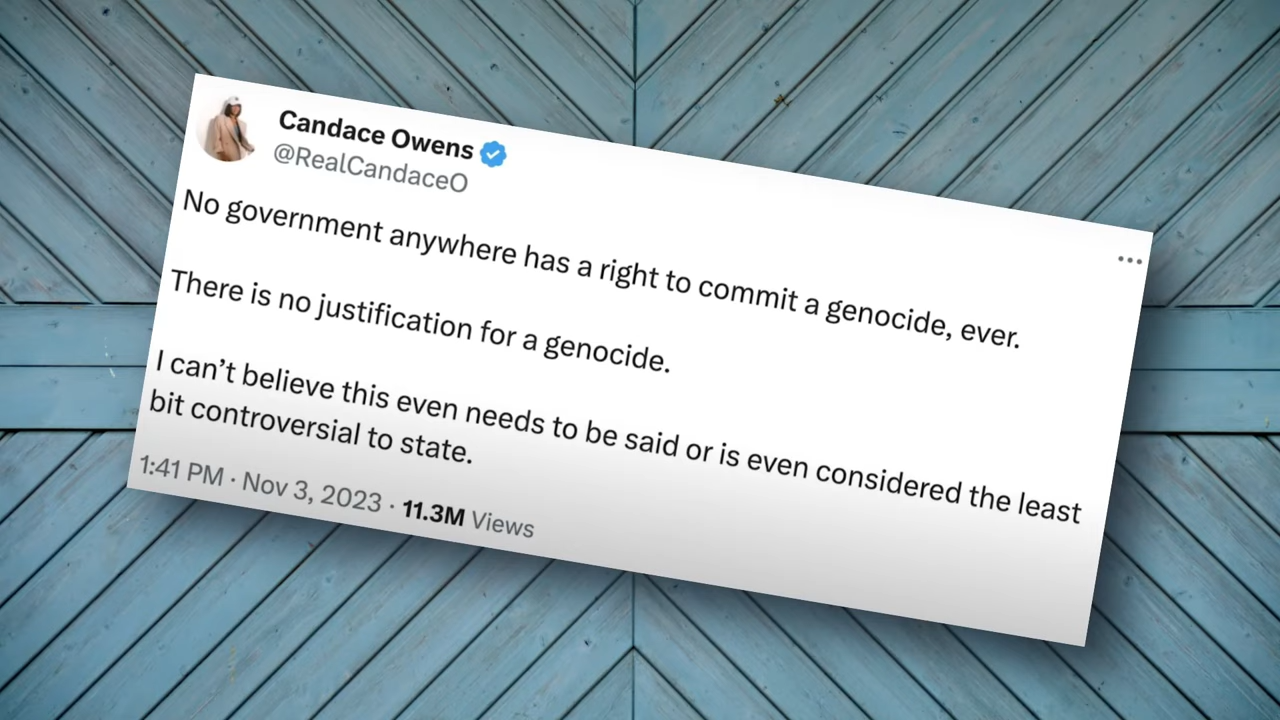 Candace Owens
@RealCandaceO
No government anywhere has a right to commit a genocide, ever.
There is no justification for a genocide.
I can’t believe this even needs to be said or is even considered the least
bit controversial to state.
1:41 PM · Nov 3, 2023 · 11.3M Views